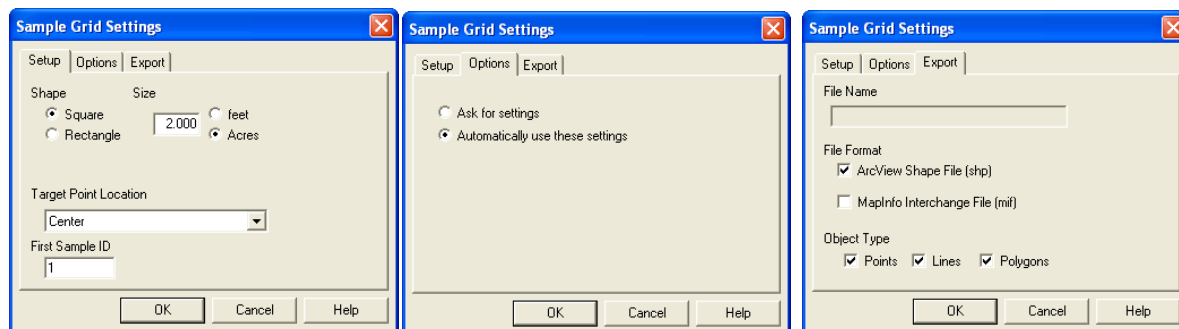 Sample Grid Settings
Setup Options Export
Shape Size
Square 2.000 feet
Rectangle Acres
Target Point Location
Center
First Sample ID
1
OK Cancel Help
Sample Grid Settings
Setup Options Export
Ask for settings
Automatically use these settings
OK Cancel Help
Sample Grid Settings
Setup Options Export
File Name
File Format
ArcView Shape File (shp)
MapInfo Interchange File (mif)
Object Type
Points Lines Polygons
OK Cancel Help